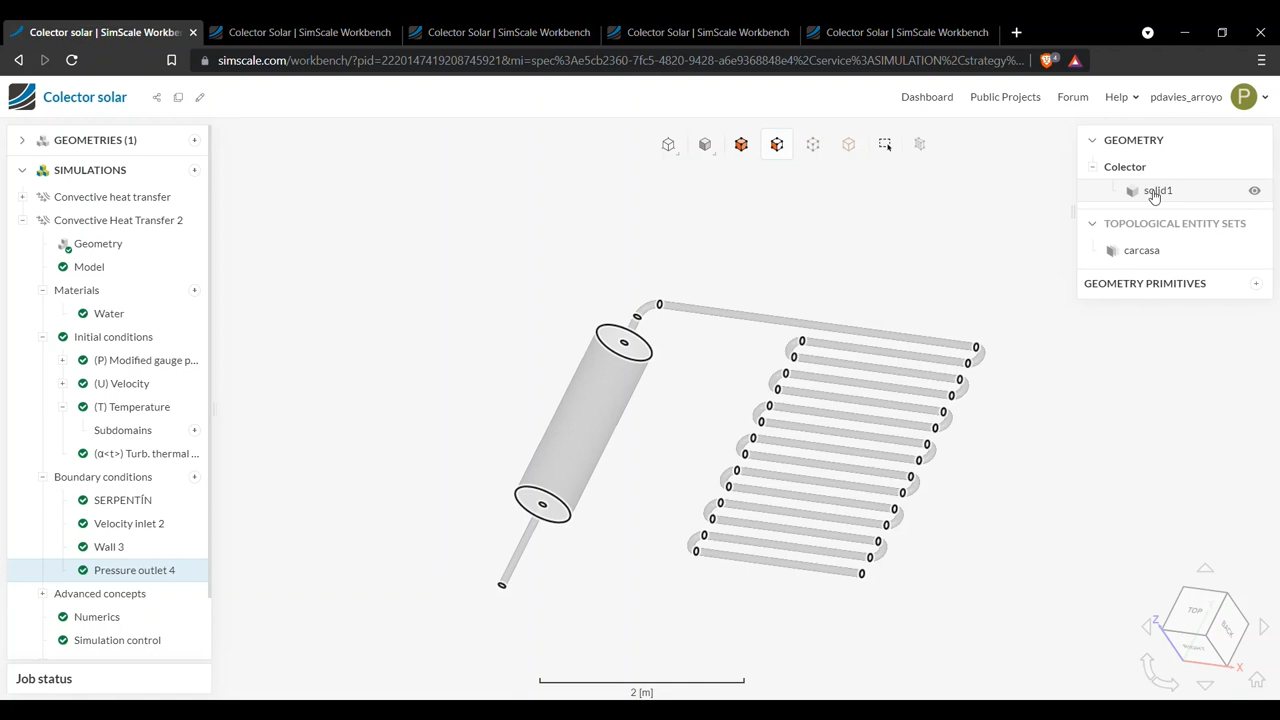 Colector solar | SimScale Workber
Colector Solar | SimScale Workbench
Colector Solar | SimScale Workbench
Colector Solar | SimScale Workbench
Colector Solar | SimScale Workbench
simscale.com/workbench/?pid=2220147419208745921&mi=spec%3Ae5cb2360-7fc5-4820-9428-a6e9368848e4%2Cservice%3ASIMULATION%2Cstrategy%...
4
Colector solar
Dashboard
Public Projects
Forum
Help
pdavies_arroyo
P
GEOMETRIES (1)
SIMULATIONS
Convective heat transfer
Convective Heat Transfer 2
Geometry
Model
Materials
Water
Initial conditions
(P) Modified gauge p...
(U) Velocity
(T) Temperature
Subdomains
(α<t>) Turb. thermal ...
Boundary conditions
SERPENTÍN
Velocity inlet 2
Wall 3
Pressure outlet 4
Advanced concepts
Numerics
Simulation control
Job status
GEOMETRY
Colector
solid1
TOPOLOGICAL ENTITY SETS
carcasa
GEOMETRY PRIMITIVES
2 [m]
TOP
BACK
Z
X